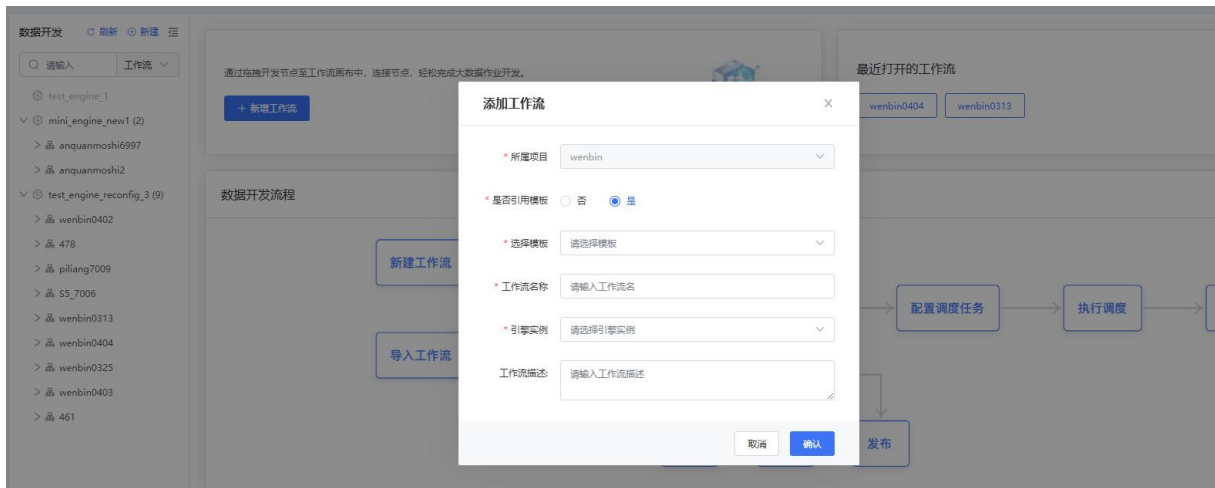 数据开发 刷新 新建
请输入 工作流
test_engine_1
mini_engine_new1 (2)
anquanmoshi6997
anquanmoshi2
test_engine_reconfig_3 (9)
wenbin0402
478
piliang7009
S5_7006
wenbin0313
wenbin0404
wenbin0325
wenbin0403
461
通过拖拽开发节点至工作流画布中，连接节点，轻松完成大数据作业开发。
+ 新增工作流
最近打开的工作流
wenbin0404 wenbin0313
数据开发流程
新建工作流
导入工作流
配置调度任务
执行调度
发布
添加工作流
* 所属项目 wenbin
* 是否引用模板 否 是
* 选择模板 请选择模板
* 工作流名称 请输入工作流名
* 引擎实例 请选择引擎实例
工作流描述: 请输入工作流描述
取消 确认